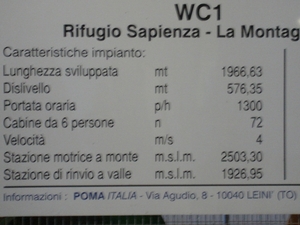 WC1
Rifugio Sapienza - La Montag
Caratteristiche impianto:
Lunghezza sviluppata mt 1966,63
Dislivello mt 576,35
Portata oraria p/h 1300
Cabine da 6 persone n 72
Velocità m/s 4
Stazione motrice a monte m.s.l.m. 2503,30
Stazione di rinvio a valle m.s.l.m. 1926,95
Informazioni : POMA ITALIA - Via Agudio, 8 - 10040 LEINI' (TO)